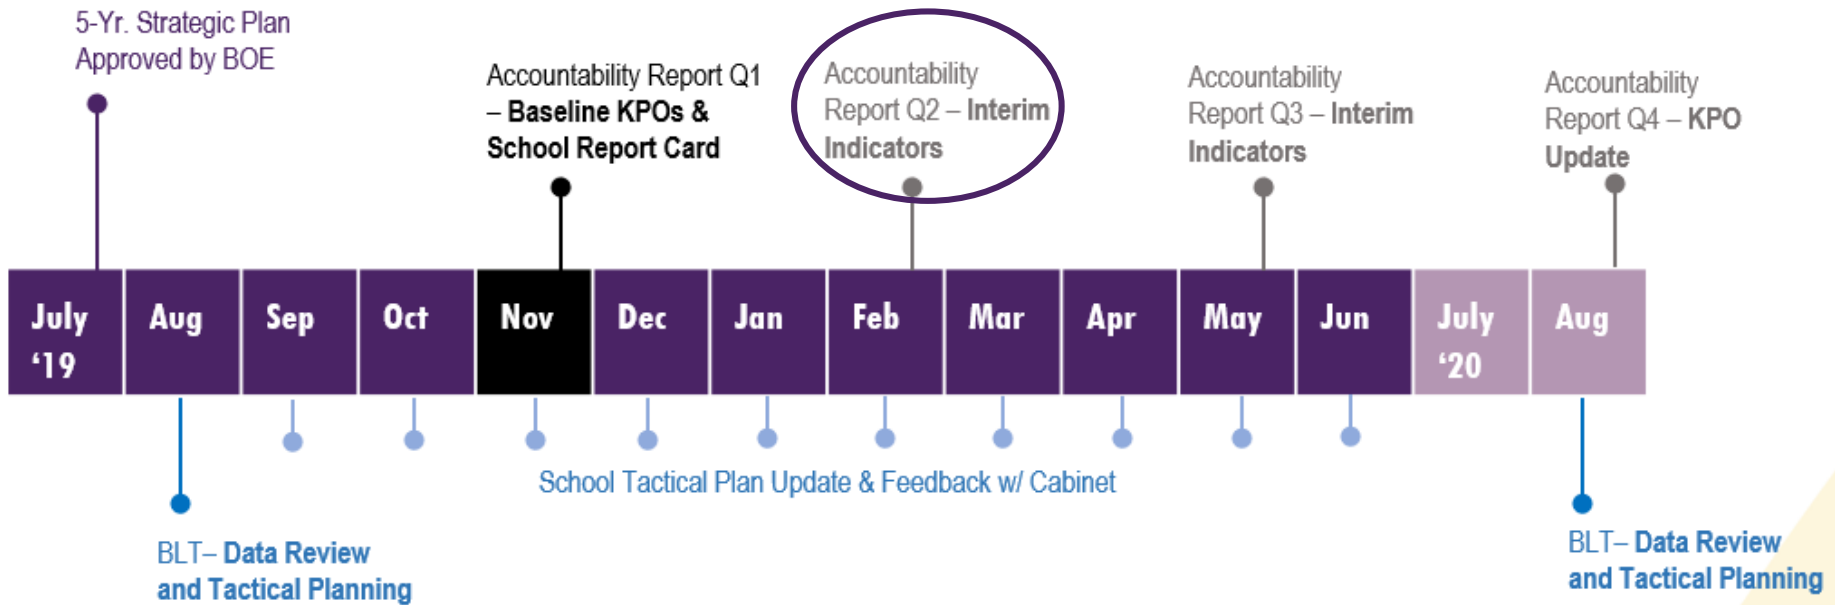 5-Yr. Strategic Plan
Approved by BOE
Accountability Report Q1
– Baseline KPOs &
School Report Card
Accountability
Report Q2 – Interim
Indicators
Accountability
Report Q3 – Interim
Indicators
Accountability
Report Q4 – KPO
Update
July
‘19
Aug
Sep
Oct
Nov
Dec
Jan
Feb
Mar
Apr
May
Jun
July
‘20
Aug
School Tactical Plan Update & Feedback w/ Cabinet
BLT– Data Review
and Tactical Planning
BLT– Data Review
and Tactical Planning